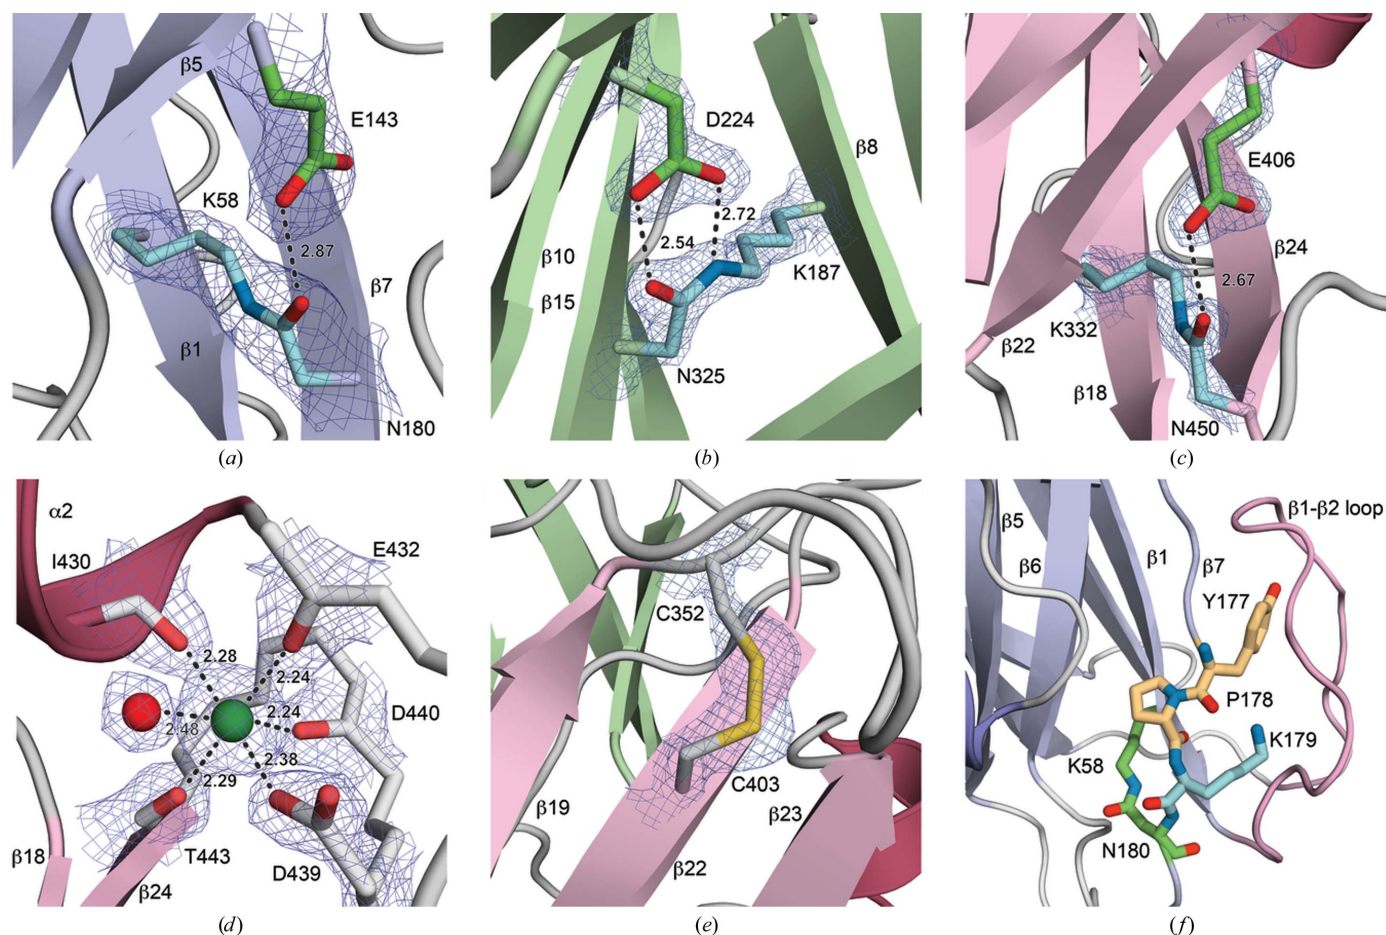 β5
E143
K58
2.87
β7
β1
N180
(a)
D224
β8
2.72
2.54
β10
K187
β15
N325
(b)
E406
β24
2.67
K332
β22
β18
N450
(c)
α2
I430
E432
2.28
2.24
2.24
D440
2.48
2.38
2.29
β18
T443
D439
β24
(d)
C352
C403
β19
β23
β22
(e)
β1-β2 loop
β5
β6
β1
β7
Y177
P178
K179
K58
N180
(f)